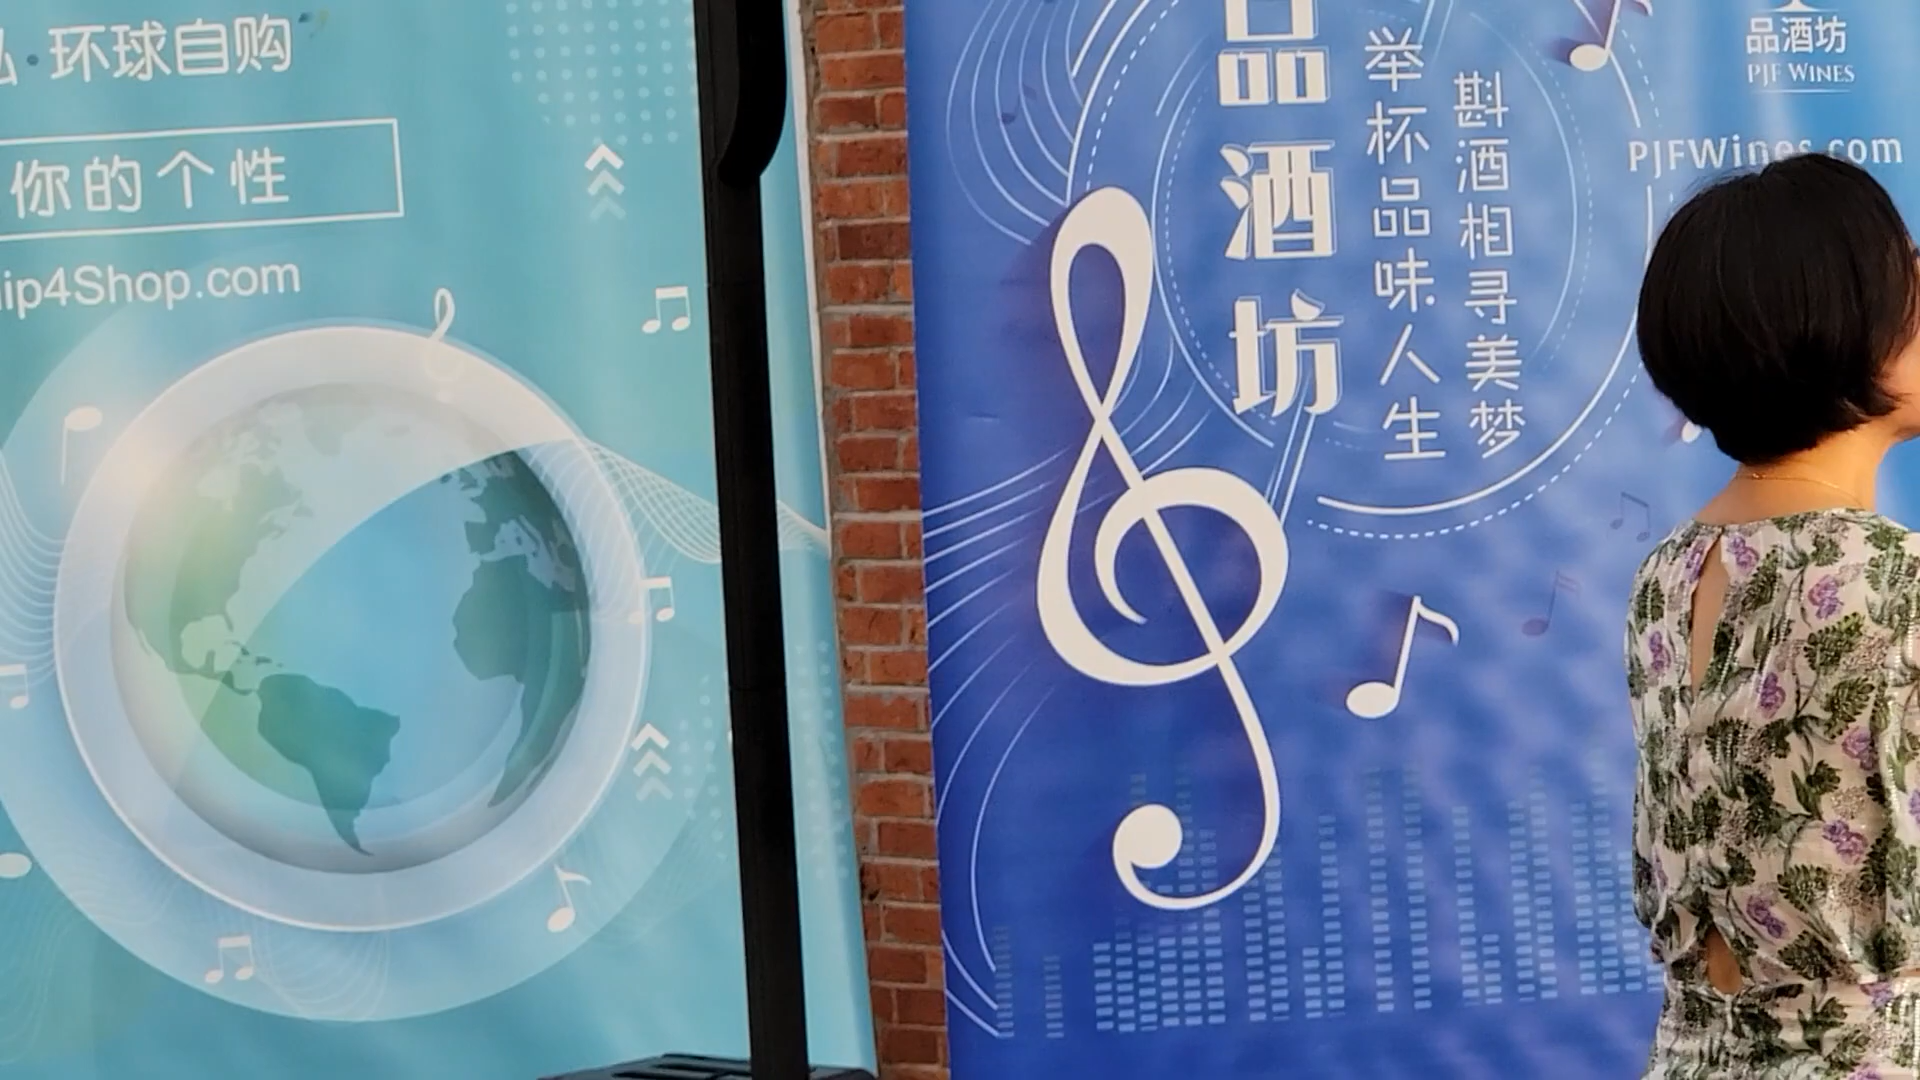 环球自购
你的个性
ip4Shop.com
品酒坊
举杯品味人生
斟酒相寻美梦
品酒坊
PJF WINES
PJFWines.com